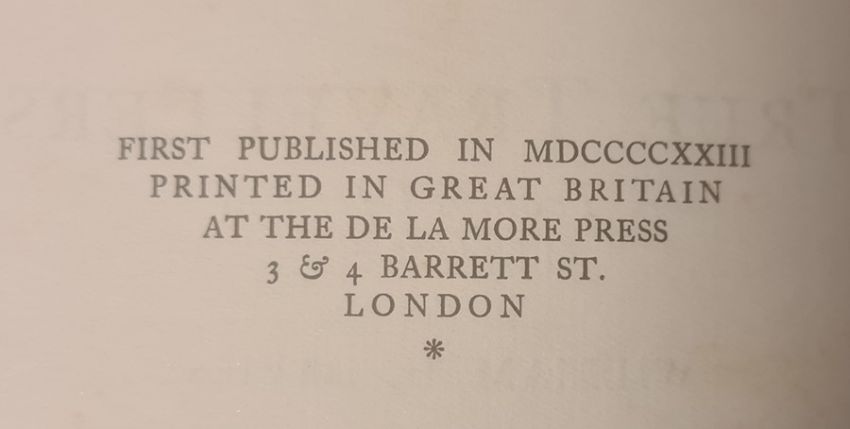 FIRST PUBLISHED IN MDCCCCXXIII
PRINTED IN GREAT BRITAIN
AT THE DE LA MORE PRESS
3 & 4 BARRETT ST.
LONDON
*